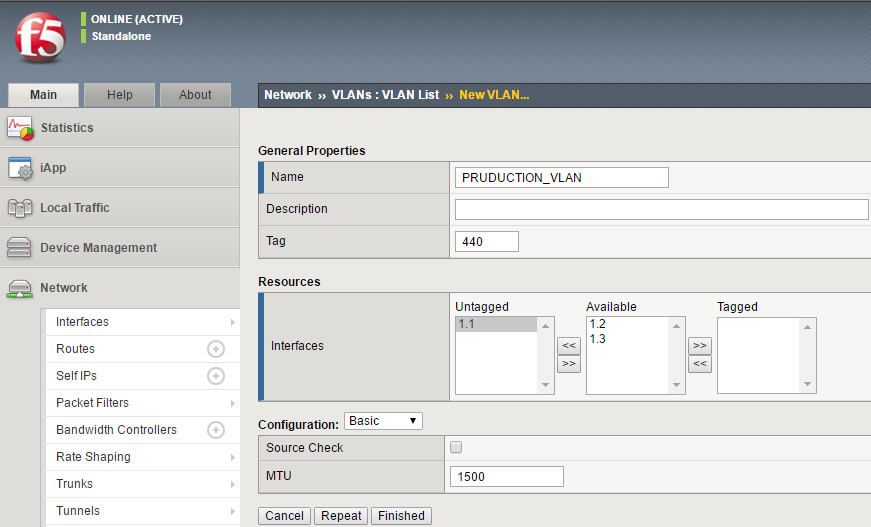 f5
ONLINE (ACTIVE)
Standalone
Main Help About
Network ›› VLANs : VLAN List ›› New VLAN...
Statistics
iApp
Local Traffic
Device Management
Network
Interfaces
Routes
Self IPs
Packet Filters
Bandwidth Controllers
Rate Shaping
Trunks
Tunnels
General Properties
Name PRUDUCTION_VLAN
Description
Tag 440
Resources
Untagged Available Tagged
Interfaces
1.1 1.2
1.3
<< >>
>> <<
Configuration: Basic
Source Check
MTU 1500
Cancel Repeat Finished